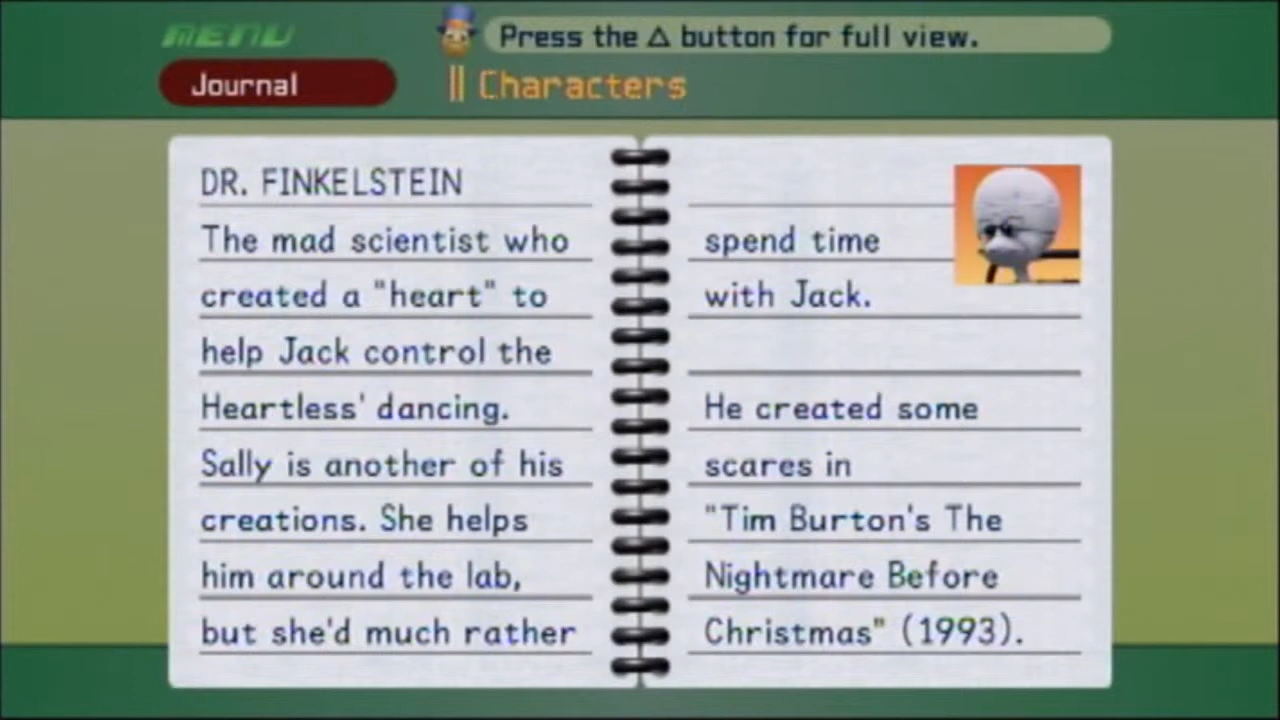 MENU
Press the △ button for full view.
Journal
Characters
DR. FINKELSTEIN
The mad scientist who
created a "heart" to
help Jack control the
Heartless' dancing.
Sally is another of his
creations. She helps
him around the lab,
but she'd much rather
spend time
with Jack.
He created some
scares in
"Tim Burton's The
Nightmare Before
Christmas" (1993).